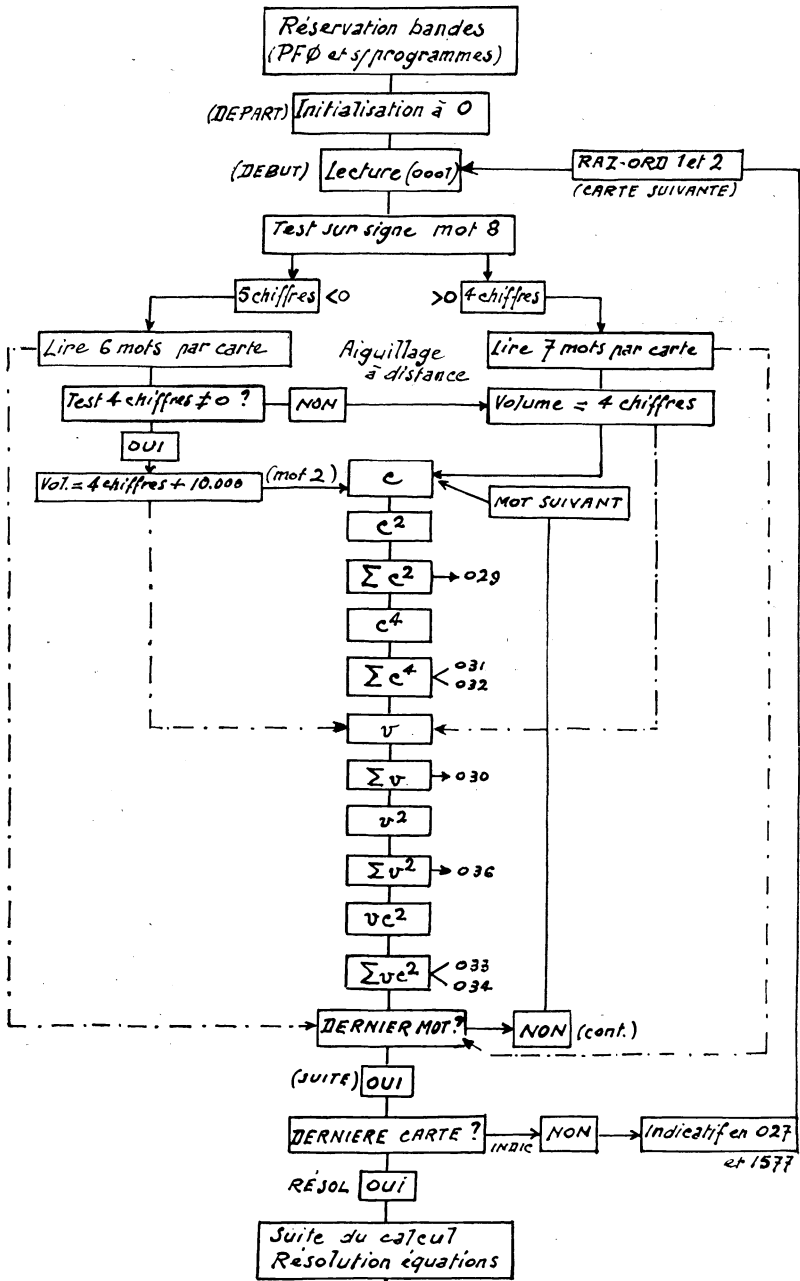 Réservation bandes
(PFØ et s/programmes)
(DEPART) Initialisation à 0
(DEBUT) Lecture (0001)
RAZ-ORD 1 et 2
(CARTE SUIVANTE)
Test sur signe mot 8
5 chiffres <0
>0 4 chiffres
Lire 6 mots par carte
Aiguillage
à distance
Lire 7 mots par carte
Test 4 chiffres ≠ 0 ?
NON
Volume = 4 chiffres
OUI
Vol. = 4 chiffres + 10.000
(mot 2)
c
MOT SUIVANT
c²
Σc² 029
c⁴
Σc⁴ 031
032
v
Σv 030
v²
Σv² 036
vc²
Σvc² 033
034
DERNIER MOT ?
NON (cont.)
(SUITE) OUI
DERNIERE CARTE ?
INDIC
NON
Indicatif en 027
et 1577
RÉSOL OUI
Suite du calcul
Résolution équations